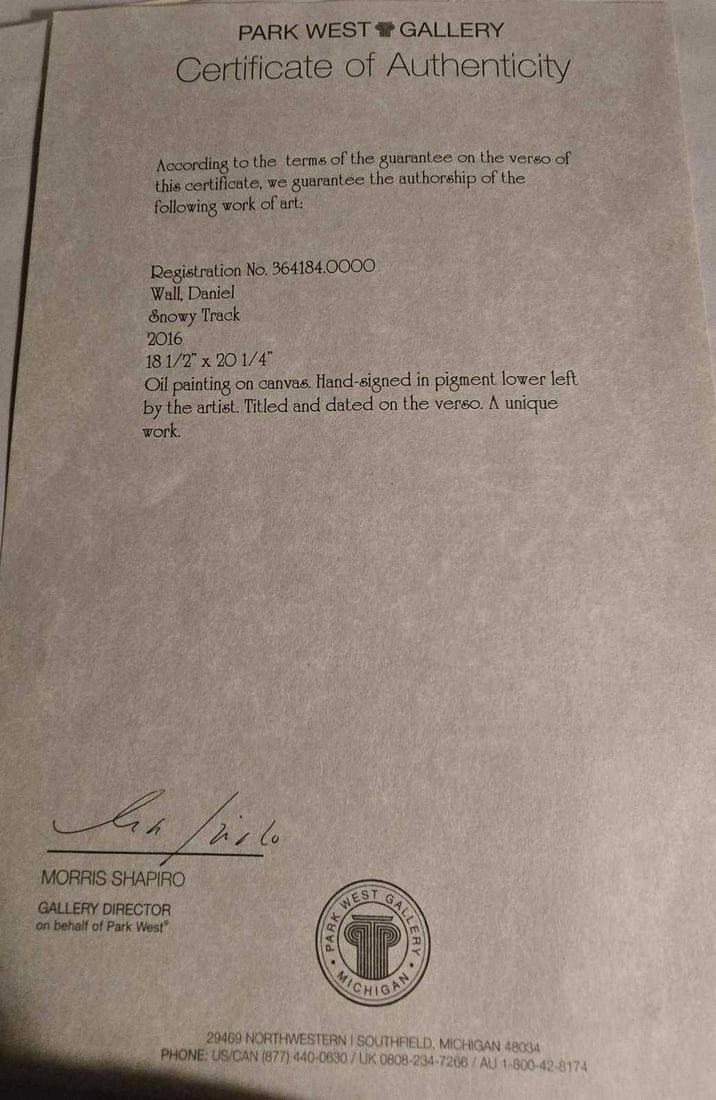 PARK WEST GALLERY
Certificate of Authenticity
According to the terms of the guarantee on the verso of
this certificate, we guarantee the authorship of the
following work of art:
Registration No. 364184.0000
Wall, Daniel
Snowy Track
2016
18 1/2" x 20 1/4"
Oil painting on canvas. Hand-signed in pigment lower left
by the artist. Titled and dated on the verso. A unique
work.
MORRIS SHAPIRO
GALLERY DIRECTOR
on behalf of Park West®
PARK WEST GALLERY
• MICHIGAN •
29469 NORTHWESTERN | SOUTHFIELD, MICHIGAN 48034
PHONE: US/CAN (877) 440-0630 / UK 0808-234-7266 / AU 1-800-42-8174